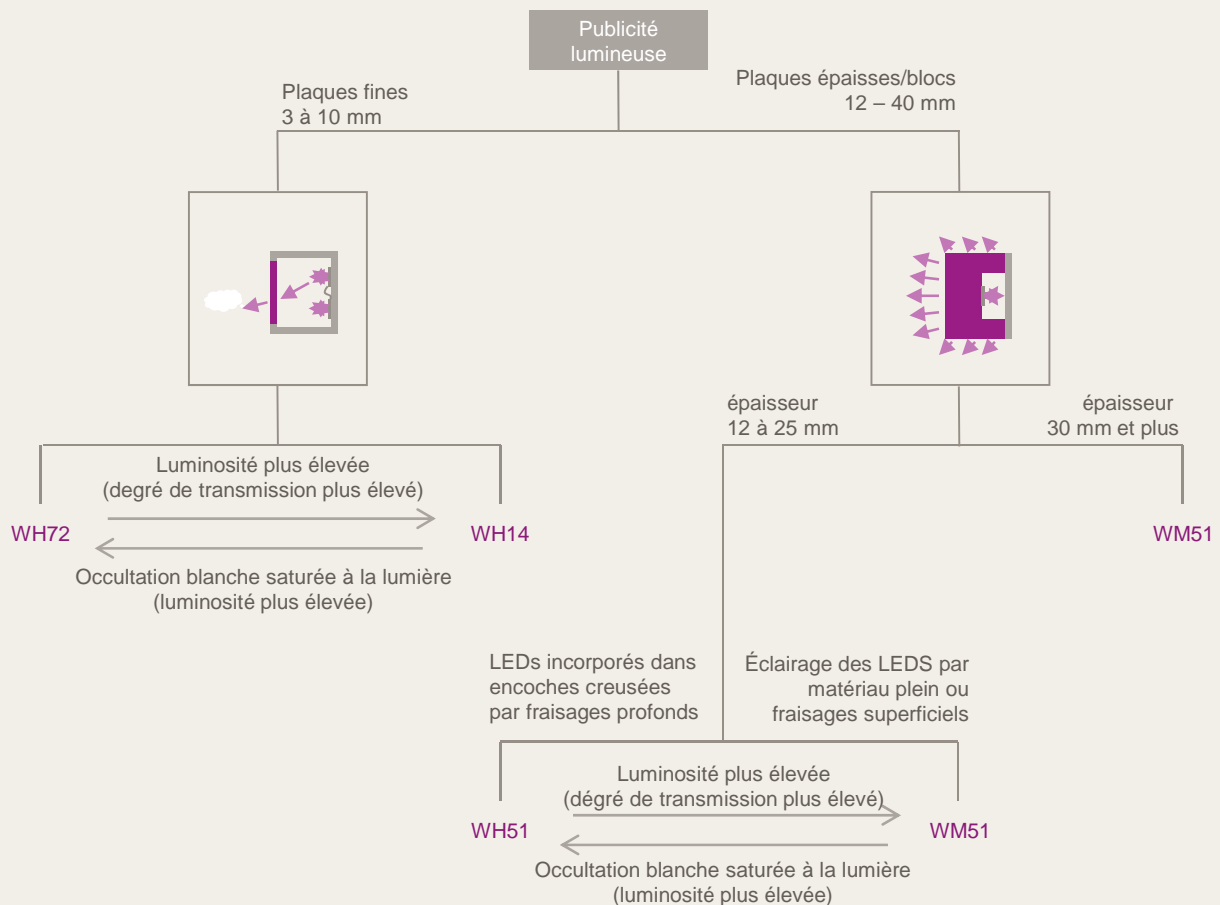 Publicité
lumineuse
Plaques fines
3 à 10 mm
Plaques épaisses/blocs
12 – 40 mm
épaisseur
12 à 25 mm
épaisseur
30 mm et plus
Luminosité plus élevée
(degré de transmission plus élevé)
WH72
WH14
WM51
Occultation blanche saturée à la lumière
(luminosité plus élevée)
LEDs incorporés dans
encoches creusées
par fraisages profonds
Éclairage des LEDS par
matériau plein ou
fraisages superficiels
Luminosité plus élevée
(dégré de transmission plus élevé)
WH51
WM51
Occultation blanche saturée à la lumière
(luminosité plus élevée)